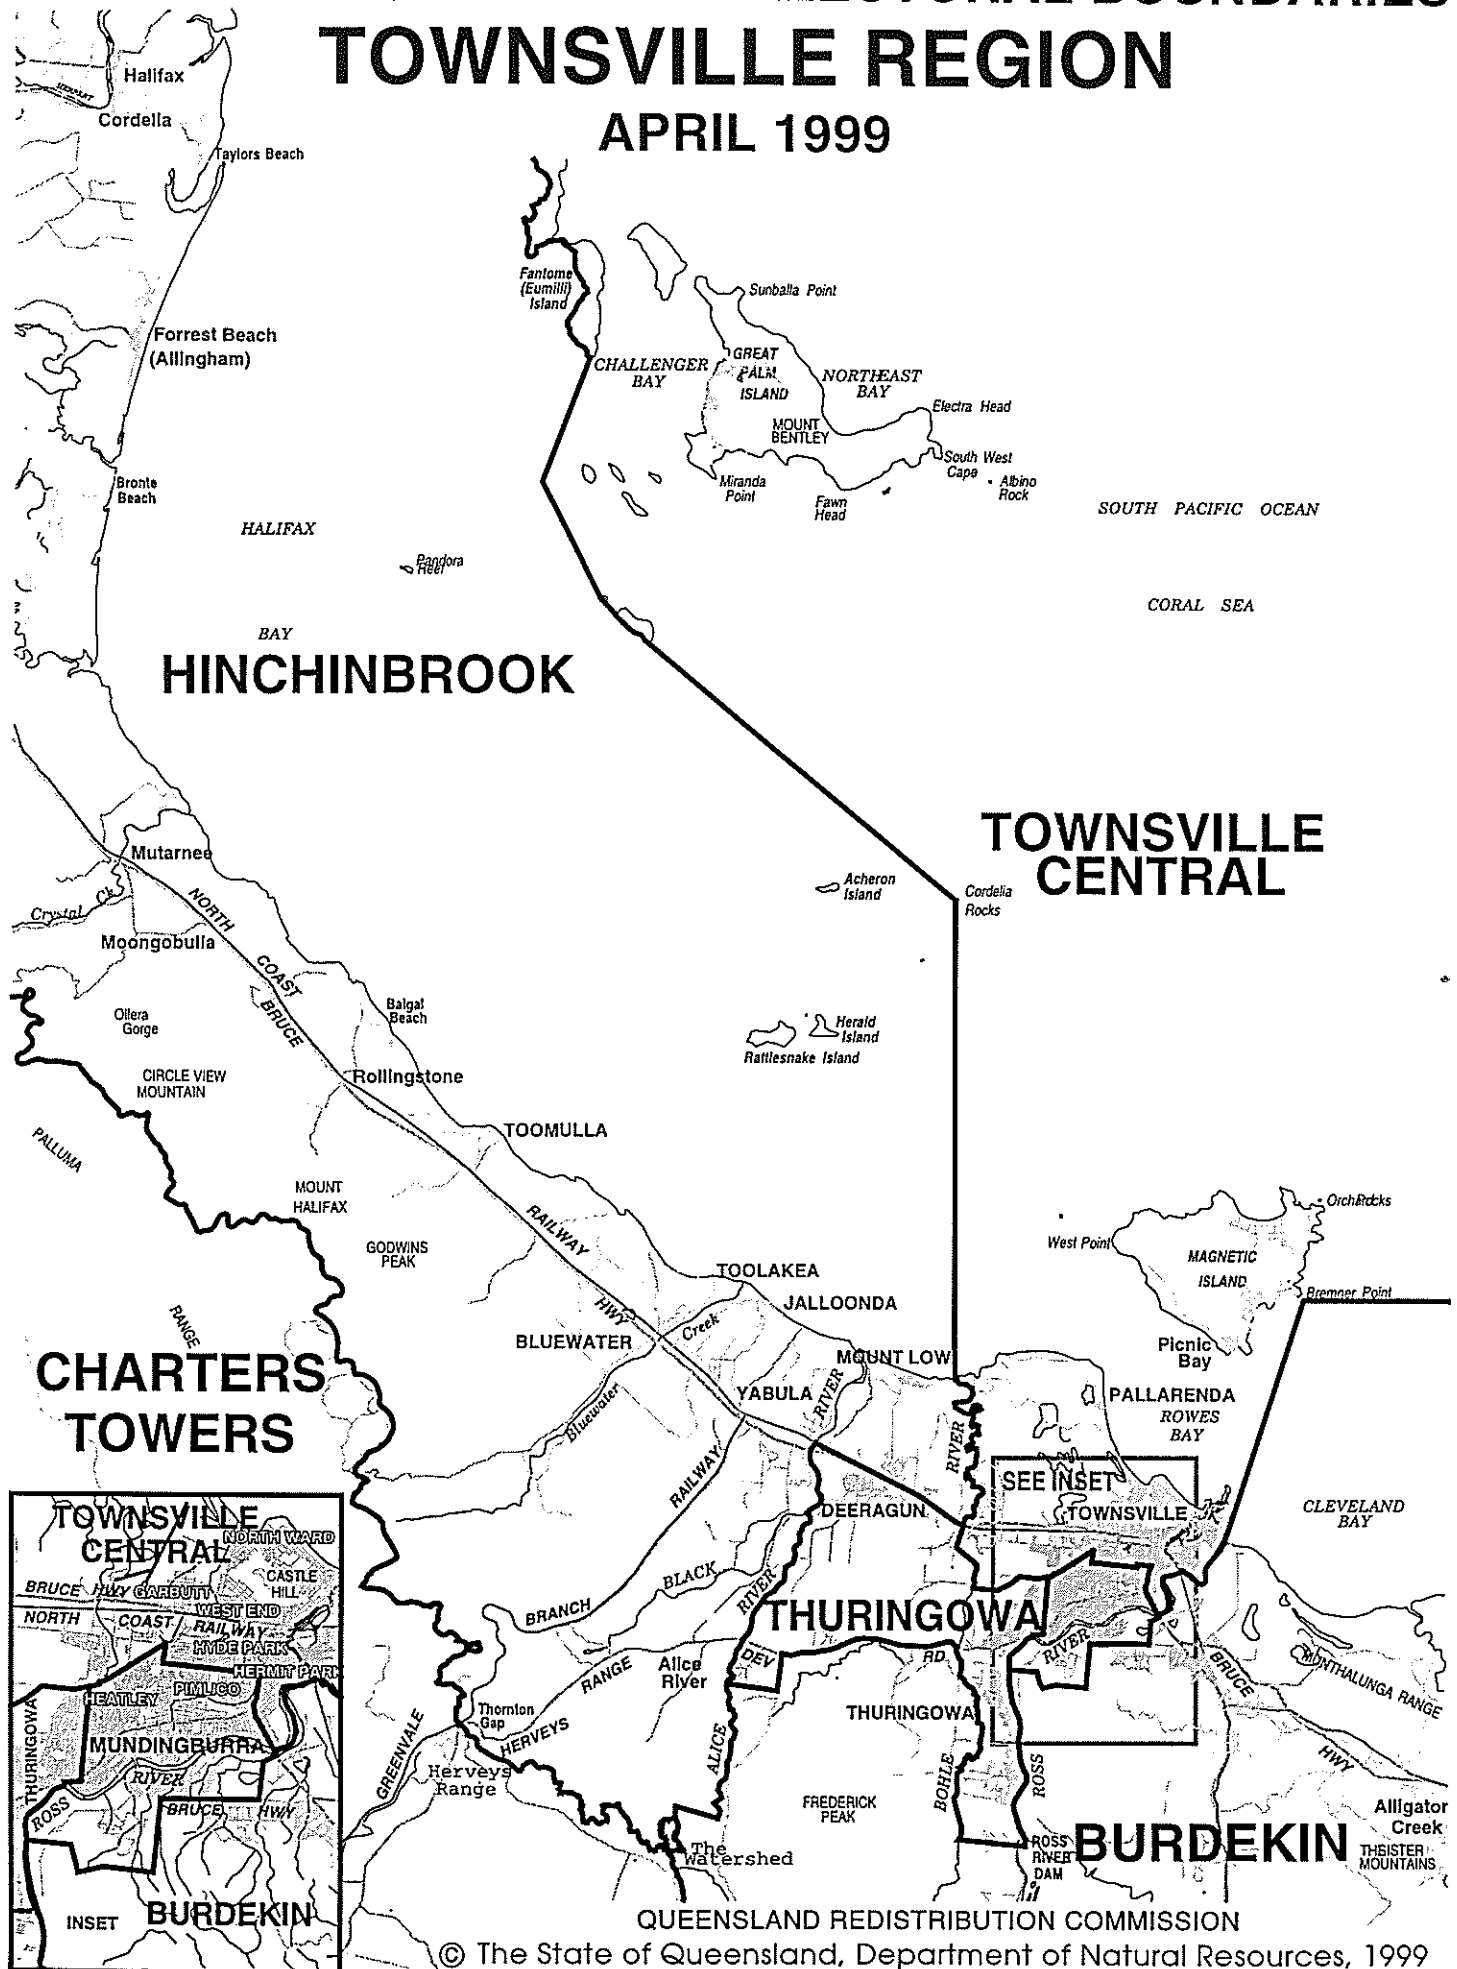 ELECTORAL BOUNDARIES
TOWNSVILLE REGION
APRIL 1999
Halifax
HERBERT
Cordella
Taylors Beach
Fantome
(Eumilli)
Island
Sunballa Point
Forrest Beach
(Allingham)
CHALLENGER
BAY
GREAT
PALM
ISLAND
NORTHEAST
BAY
Electra Head
MOUNT
BENTLEY
South West
Cape
Albino
Rock
Miranda
Point
Fawn
Head
Bronte
Beach
SOUTH PACIFIC OCEAN
HALIFAX
Pandora
Reef
CORAL SEA
BAY
HINCHINBROOK
TOWNSVILLE
CENTRAL
Mutarnee
Acheron
Island
Cordelia
Rocks
Crystal Ck
NORTH
Moongobulla
COAST
BRUCE
Balgal
Beach
Ollera
Gorge
Herald
Island
Rattlesnake Island
CIRCLE VIEW
MOUNTAIN
Rollingstone
PALLUMA
TOOMULLA
MOUNT
HALIFAX
RAILWAY
GODWINS
PEAK
West Point
MAGNETIC
ISLAND
Bremner Point
TOOLAKEA
JALLOONDA
RANGE
HWY
BLUEWATER
Creek
Picnic
Bay
CHARTERS
TOWERS
MOUNT LOW
Bluewater
YABULA
RIVER
PALLARENDA
ROWES
BAY
RIVER
RAILWAY
SEE INSET
DEERAGUN
TOWNSVILLE
CLEVELAND
BAY
TOWNSVILLE
CENTRAL
NORTH WARD
CASTLE
HILL
BRUCE HWY GARBUTT
WEST END
NORTH COAST RAILWAY
HYDE PARK
HERMIT PARK
HEATLEY PIMLICO
THURINGOWA
MUNDINGBURRA
RIVER
ROSS
BRUCE HWY
INSET BURDEKIN
BLACK
RIVER
BRANCH
THURINGOWA
RIVER
RANGE
Alice
River
DEV
RD
BRUCE
MUNTHALUNGA RANGE
Thornton
Gap
HERVEYS
THURINGOWA
GREENVALE
Herveys
Range
ALICE
BOHLE
ROSS
HWY
FREDERICK
PEAK
Alligator
Creek
The
Watershed
ROSS
RIVER
DAM
BURDEKIN
MOUNTAINS
QUEENSLAND REDISTRIBUTION COMMISSION
© The State of Queensland, Department of Natural Resources, 1999